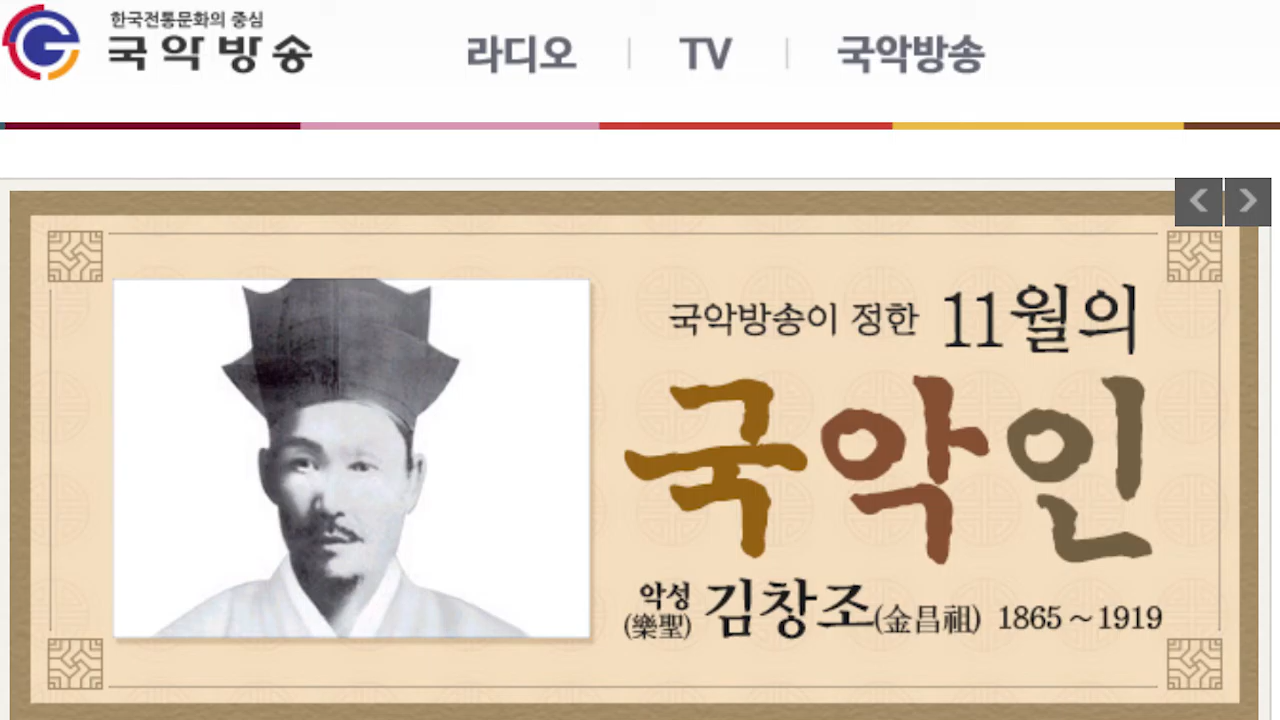 한국전통문화의 중심
국악방송
라디오 | TV | 국악방송
국악방송이 정한 11월의
국악인
악성(樂聖) 김창조(金昌祖) 1865 ~ 1919